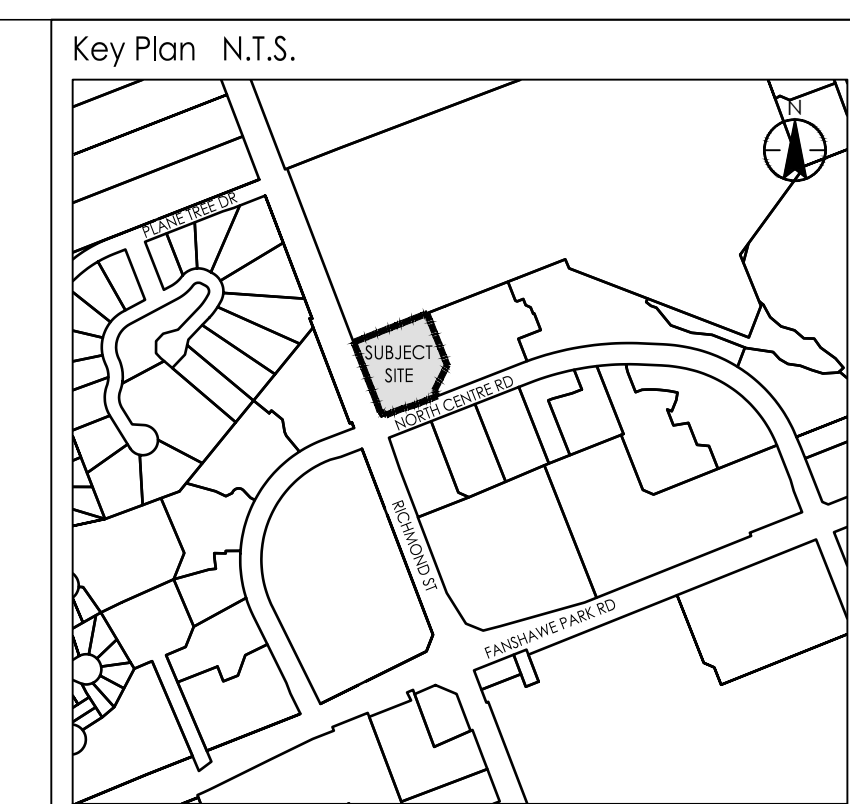 Key Plan N.T.S.
N
PLANE TREE DR
SUBJECT
SITE
NORTH CENTRE RD
RICHMOND ST
FANSHAWE PARK RD